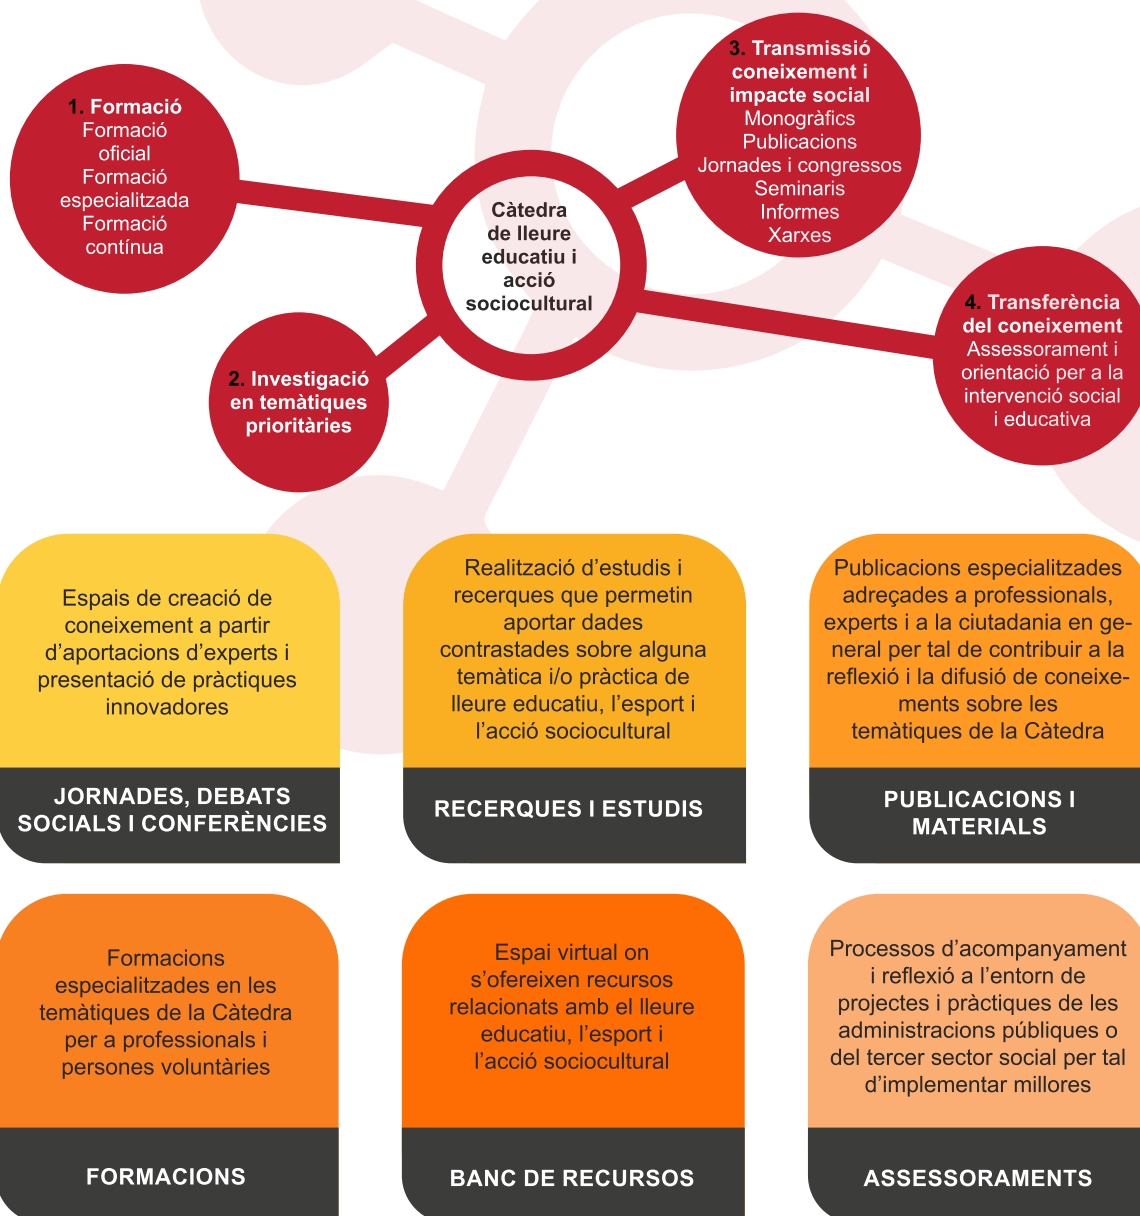 1. Formació
Formació
oficial
Formació
especialitzada
Formació
contínua
2. Investigació
en temàtiques
prioritàries
Càtedra
de lleure
educatiu i
acció
sociocultural
3. Transmissió
coneixement i
impacte social
Monogràfics
Publicacions
Jornades i congressos
Seminaris
Informes
Xarxes
4. Transferència
del coneixement
Assessorament i
orientació per a la
intervenció social
i educativa
Espais de creació de
coneixement a partir
d’aportacions d’experts i
presentació de pràctiques
innovadores
JORNADES, DEBATS
SOCIALS I CONFERÈNCIES
Realització d’estudis i
recerques que permetin
aportar dades
contrastades sobre alguna
temàtica i/o pràctica de
lleure educatiu, l’esport i
l’acció sociocultural
RECERQUES I ESTUDIS
Publicacions especialitzades
adreçades a professionals,
experts i a la ciutadania en ge-
neral per tal de contribuir a la
reflexió i la difusió de coneixe-
ments sobre les
temàtiques de la Càtedra
PUBLICACIONS I
MATERIALS
Formacions
especialitzades en les
temàtiques de la Càtedra
per a professionals i
persones voluntàries
FORMACIONS
Espai virtual on
s’ofereixen recursos
relacionats amb el lleure
educatiu, l’esport i
l’acció sociocultural
BANC DE RECURSOS
Processos d’acompanyament
i reflexió a l’entorn de
projectes i pràctiques de les
administracions públiques o
del tercer sector social per tal
d’implementar millores
ASSESSORAMENTS